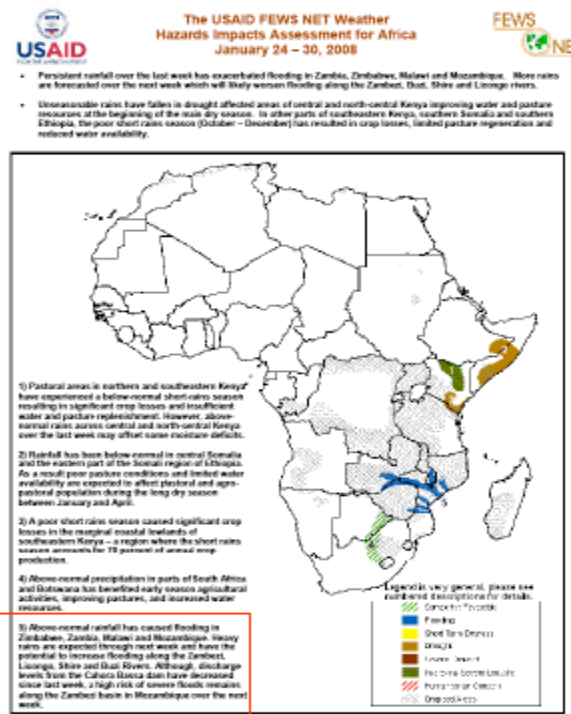 The USAID FEWS NET Weather
Hazards Impacts Assessment for Africa
January 24 – 30, 2008
USAID
FROM THE AMERICAN PEOPLE
FEWS
NE
• Persistent rainfall over the last week has exacerbated flooding in Zambia, Zimbabwe, Malawi and Mozambique. More rains
are forecasted over the next week which will likely worsen flooding along the Zambezi, Buzi, Shire and Licongo rivers.
• Unseasonable rains have fallen in drought affected areas of central and north-central Kenya improving water and pasture
resources at the beginning of the main dry season. In other parts of southeastern Kenya, southern Somalia and southern
Ethiopia, the poor short rains season (October – December) has resulted in crop losses, limited pasture regeneration and
reduced water availability.
1) Pastoral areas in northern and southeastern Kenya
have experienced a below-normal short-rains season
resulting in significant crop losses and insufficient
water and pasture replenishment. However, above-
normal rains across central and north-central Kenya
over the last week may offset some moisture deficits.
2) Rainfall has been below-normal in central Somalia
and the eastern part of the Somali region of Ethiopia.
As a result poor pasture conditions and limited water
availability are expected to affect pastoral and agro-
pastoral population during the long dry season
between January and April.
3) A poor short rains season caused significant crop
losses in the marginal coastal lowlands of
southeastern Kenya – a region where the short rains
season accounts for 70 percent of annual crop
production.
4) Above-normal precipitation in parts of South Africa
and Botswana has benefited early season agricultural
activities, improving pastures, and increased water
resources.
5) Above-normal rainfall has caused flooding in
Zimbabwe, Zambia, Malawi and Mozambique. Heavy
rains are expected through next week and have the
potential to increase flooding along the Zambezi,
Licongo, Shire and Buzi Rivers. Although, discharge
levels from the Cahora Bassa dam have decreased
since last week, a high risk of severe floods remains
along the Zambezi basin in Mozambique over the next
week.
Legend is very general, please see
numbered descriptions for details.
Flooding
Short Term Dryness
Drought
Severe Drought
Cropped Areas